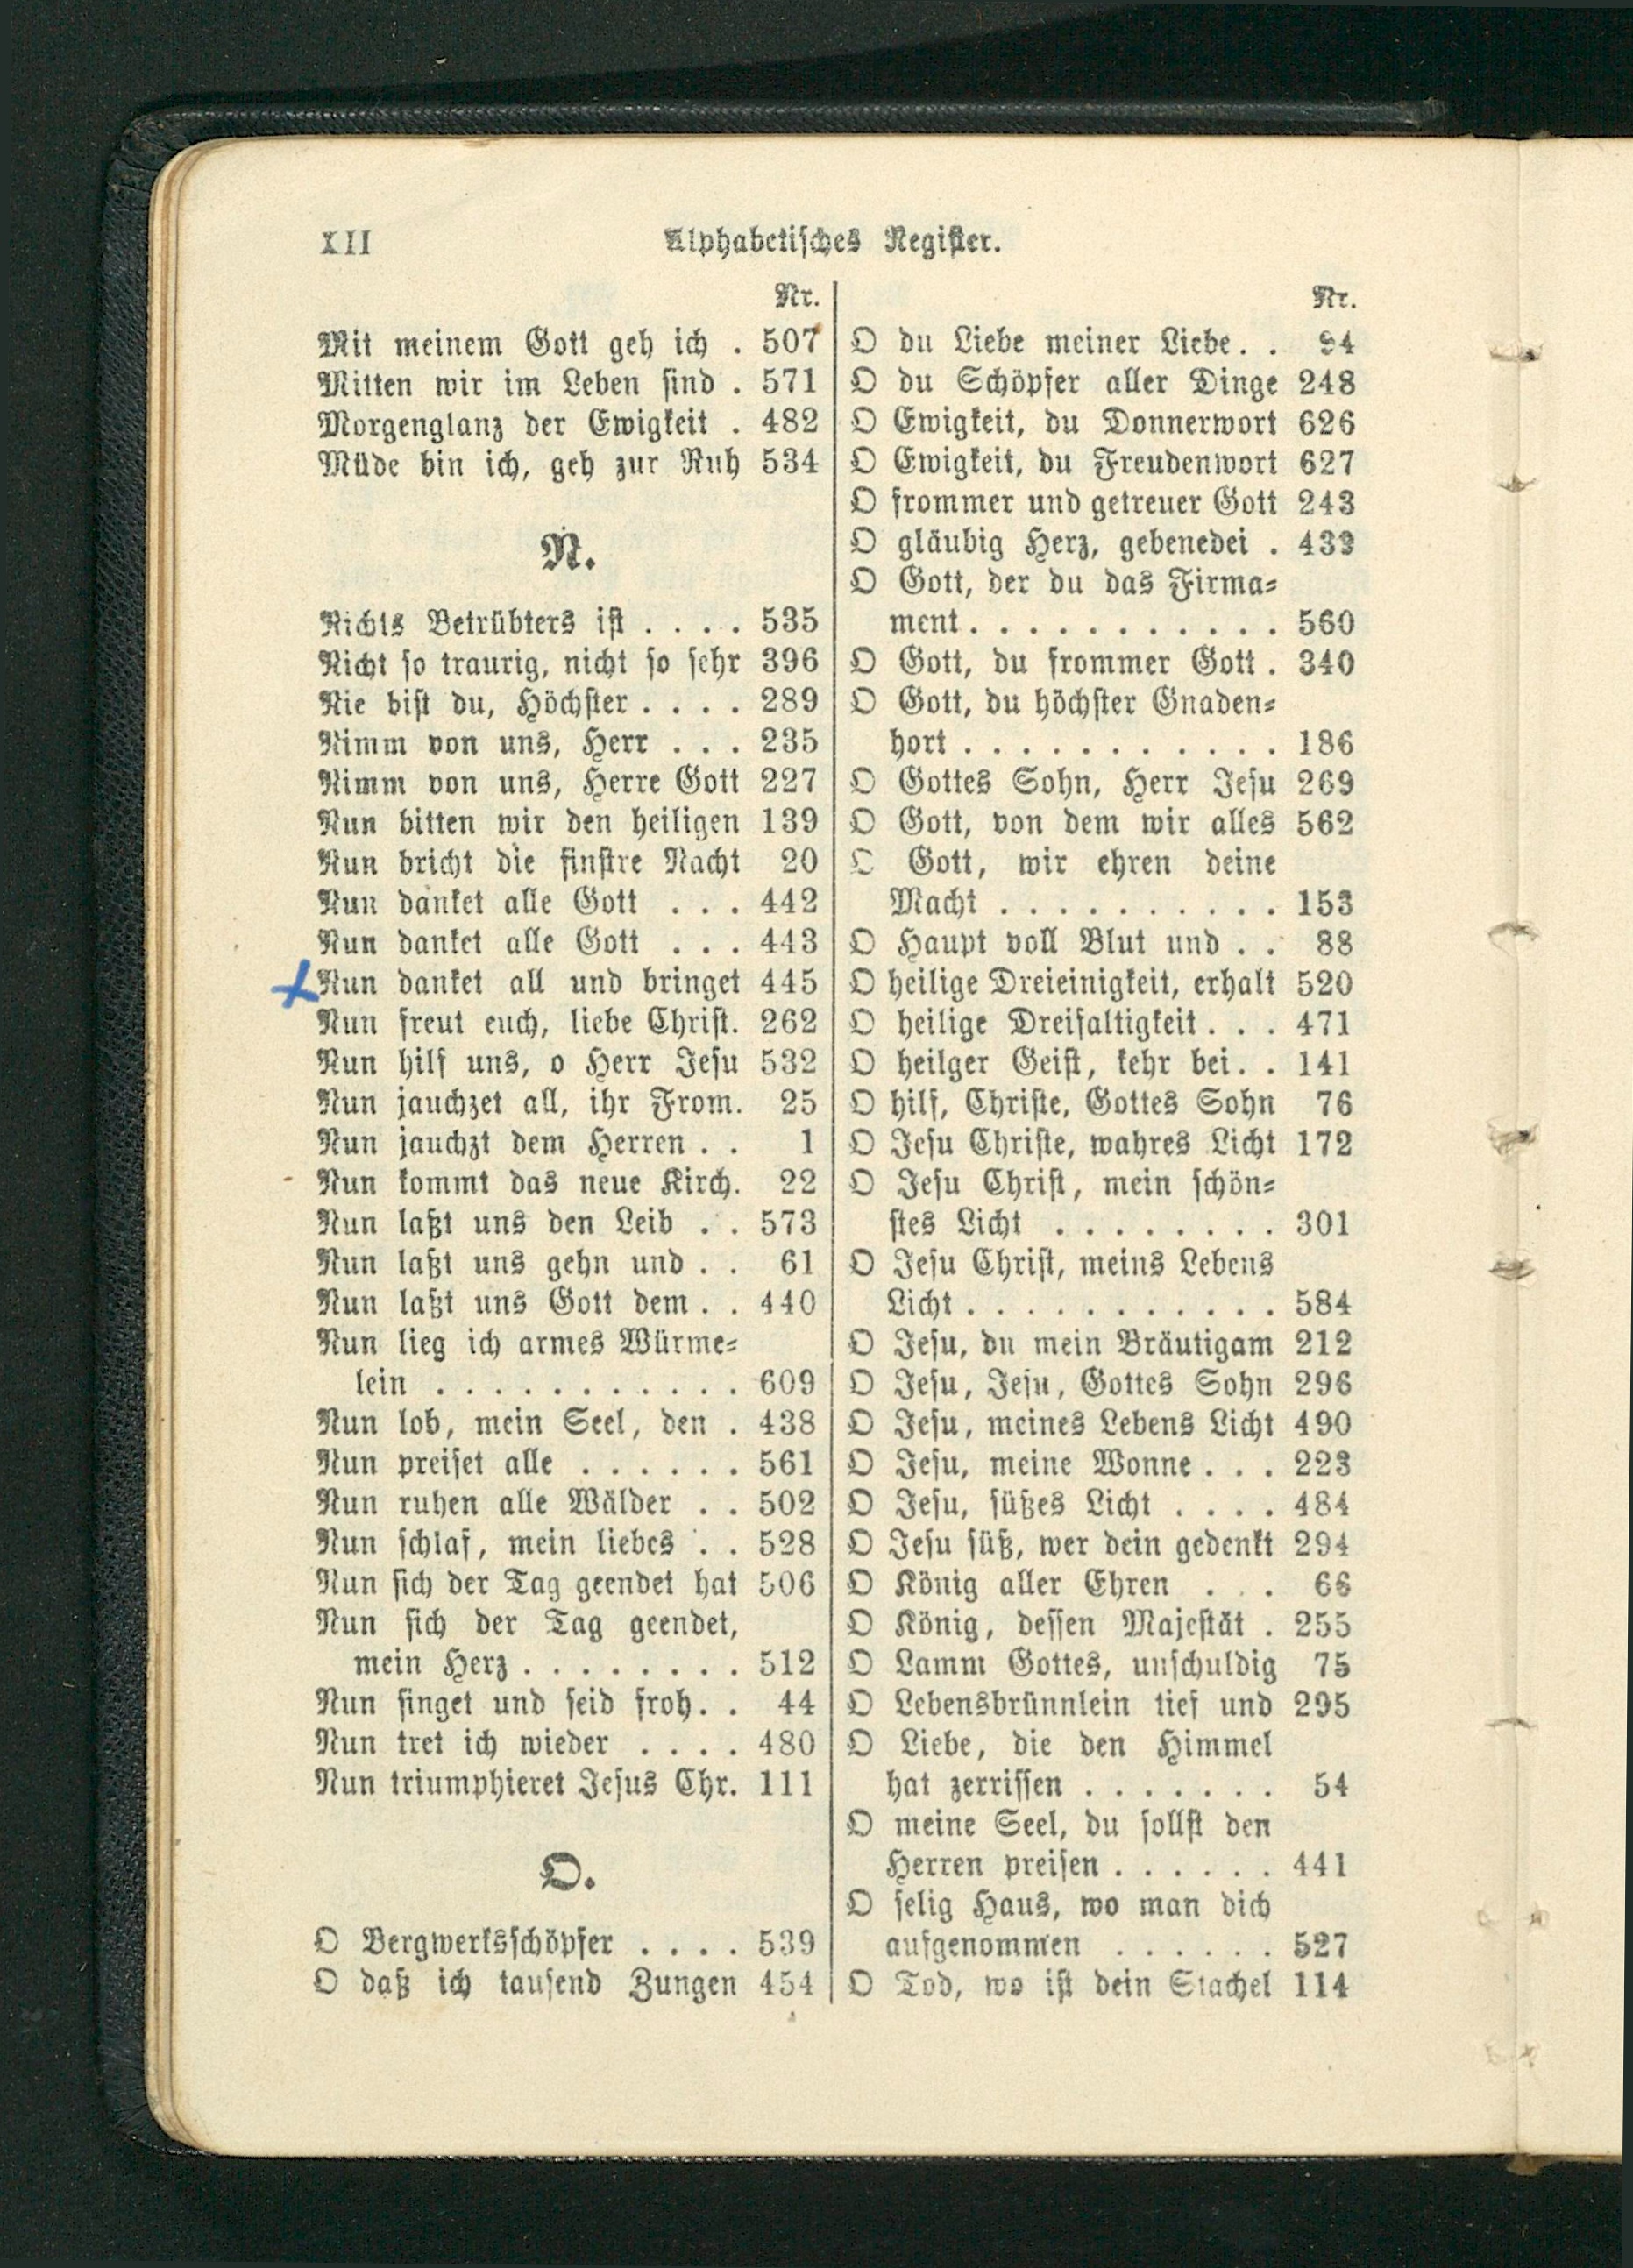 XII
Alphabetisches Register.
Nr.
Mit meinem Gott geh ich . 507
Mitten wir im Leben sind . 571
Morgenglanz der Ewigkeit . 482
Müde bin ich, geh zur Ruh 534
N.
Nichts Betrübters ist . . . . 535
Nicht so traurig, nicht so sehr 396
Nie bist du, Höchster . . . . 289
Nimm von uns, Herr . . . 235
Nimm von uns, Herre Gott 227
Nun bitten wir den heiligen 139
Nun bricht die finstre Nacht 20
Nun danket alle Gott . . . 442
Nun danket alle Gott . . . 443
Nun danket all und bringet 445
Nun freut euch, liebe Christ. 262
Nun hilf uns, o Herr Jesu 532
Nun jauchzet all, ihr From. 25
Nun jauchzt dem Herren . . 1
Nun kommt das neue Kirch. 22
Nun laßt uns den Leib . . 573
Nun laßt uns gehn und . . 61
Nun laßt uns Gott dem . . 440
Nun lieg ich armes Würme-
lein . . . . . . . . . . . . 609
Nun lob, mein Seel, den . 438
Nun preiset alle . . . . . . 561
Nun ruhen alle Wälder . . 502
Nun schlaf, mein liebes . . 528
Nun sich der Tag geendet hat 506
Nun sich der Tag geendet,
mein Herz . . . . . . . . . 512
Nun singet und seid froh. . 44
Nun tret ich wieder . . . . 480
Nun triumphieret Jesus Chr. 111
O.
O Bergwerksschöpfer . . . . 539
O daß ich tausend Zungen 454
Nr.
O du Liebe meiner Liebe. . 94
O du Schöpfer aller Dinge 248
O Ewigkeit, du Donnerwort 626
O Ewigkeit, du Freudenwort 627
O frommer und getreuer Gott 243
O gläubig Herz, gebenedei . 433
O Gott, der du das Firma-
ment . . . . . . . . . . . . 560
O Gott, du frommer Gott . 340
O Gott, du höchster Gnaden-
hort . . . . . . . . . . . . 186
O Gottes Sohn, Herr Jesu 269
O Gott, von dem wir alles 562
O Gott, wir ehren deine
Macht . . . . . . . . . . . 153
O Haupt voll Blut und . . 88
O heilige Dreieinigkeit, erhalt 520
O heilige Dreifaltigkeit . . . 471
O heilger Geist, kehr bei. . 141
O hilf, Christe, Gottes Sohn 76
O Jesu Christe, wahres Licht 172
O Jesu Christ, mein schön-
stes Licht . . . . . . . . . 301
O Jesu Christ, meins Lebens
Licht . . . . . . . . . . . . 584
O Jesu, du mein Bräutigam 212
O Jesu, Jesu, Gottes Sohn 296
O Jesu, meines Lebens Licht 490
O Jesu, meine Wonne . . . 223
O Jesu, süßes Licht . . . . 484
O Jesu süß, wer dein gedenkt 294
O König aller Ehren . . . 66
O König, dessen Majestät . 255
O Lamm Gottes, unschuldig 75
O Lebensbrünnlein tief und 295
O Liebe, die den Himmel
hat zerrissen . . . . . . . 54
O meine Seel, du sollst den
Herren preisen . . . . . . 441
O selig Haus, wo man dich
aufgenommen . . . . . . 527
O Tod, wo ist dein Stachel 114